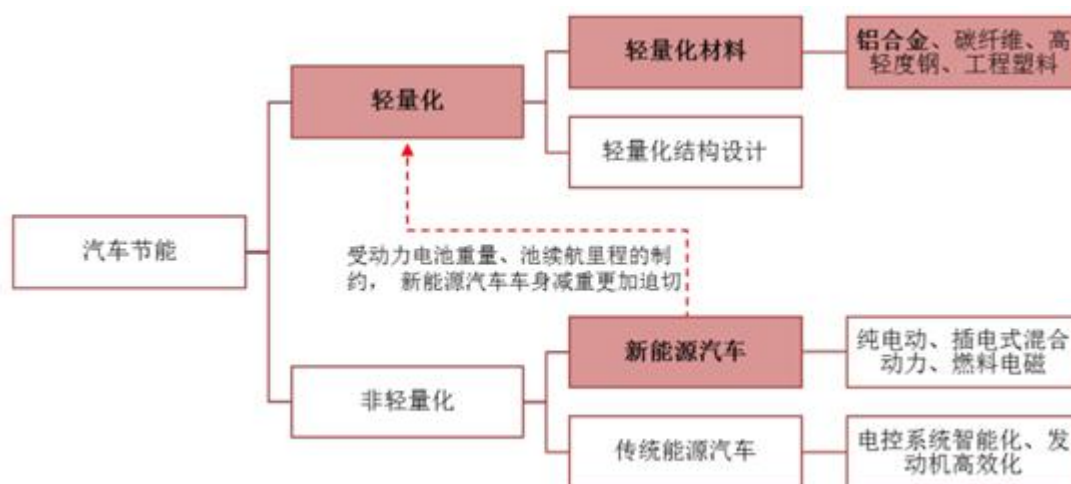 铝合金、碳纤维、高
轻度钢、工程塑料
轻量化材料
轻量化
轻量化结构设计
汽车节能
受动力电池重量、池续航里程的制
约， 新能源汽车车身减重更加迫切
新能源汽车
纯电动、插电式混合
动力、燃料电磁
非轻量化
传统能源汽车
电控系统智能化、发
动机高效化